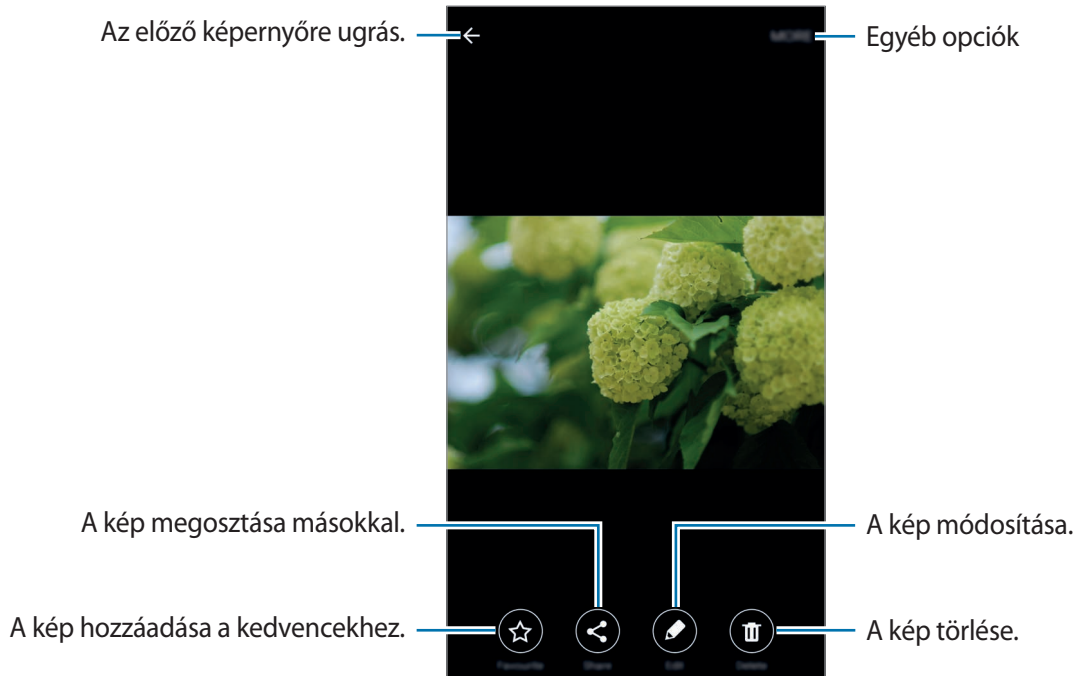 Az előző képernyőre ugrás.
MORE
Egyéb opciók
A kép megosztása másokkal.
A kép módosítása.
A kép hozzáadása a kedvencekhez.
A kép törlése.
Favourite
Share
Edit
Delete